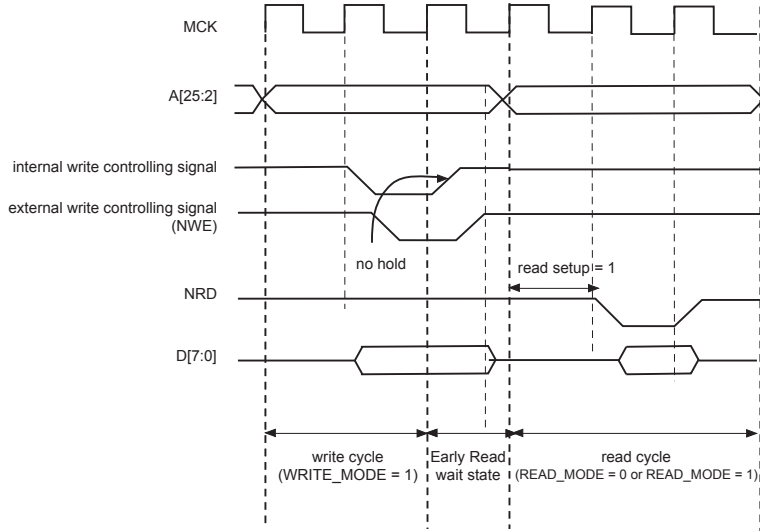 MCK
A[25:2]
internal write controlling signal
external write controlling signal
(NWE)
no hold
read setup = 1
NRD
D[7:0]
write cycle
(WRITE_MODE = 1)
Early Read
wait state
read cycle
(READ_MODE = 0 or READ_MODE = 1)